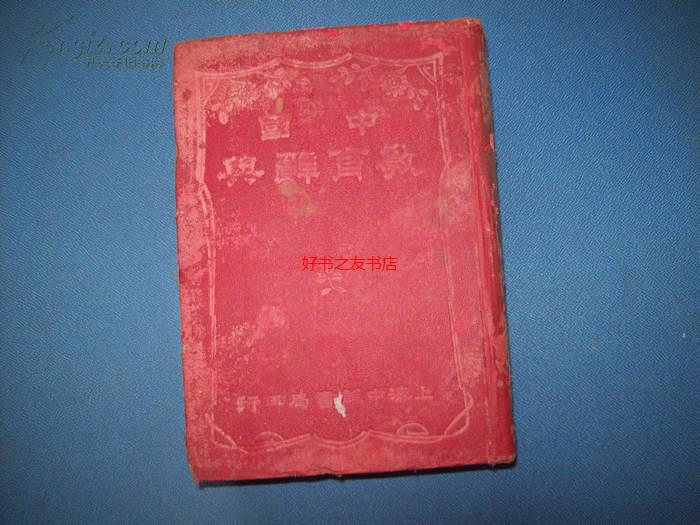 中國
教育辭典
好书之友书店
上海中華書局印行